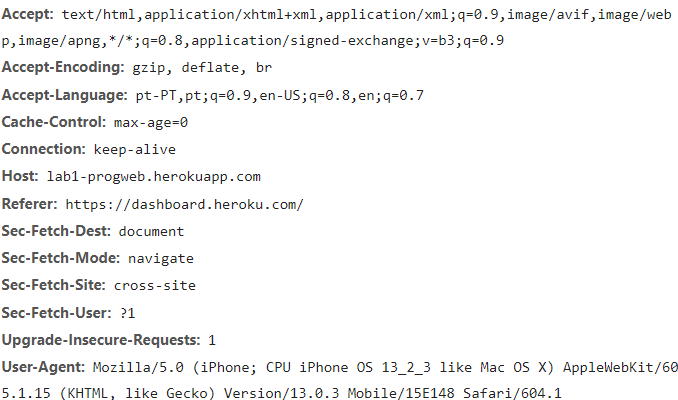 Accept: text/html,application/xhtml+xml,application/xml;q=0.9,image/avif,image/web
p,image/apng,*/*;q=0.8,application/signed-exchange;v=b3;q=0.9
Accept-Encoding: gzip, deflate, br
Accept-Language: pt-PT,pt;q=0.9,en-US;q=0.8,en;q=0.7
Cache-Control: max-age=0
Connection: keep-alive
Host: lab1-progweb.herokuapp.com
Referer: https://dashboard.heroku.com/
Sec-Fetch-Dest: document
Sec-Fetch-Mode: navigate
Sec-Fetch-Site: cross-site
Sec-Fetch-User: ?1
Upgrade-Insecure-Requests: 1
User-Agent: Mozilla/5.0 (iPhone; CPU iPhone OS 13_2_3 like Mac OS X) AppleWebKit/60
5.1.15 (KHTML, like Gecko) Version/13.0.3 Mobile/15E148 Safari/604.1